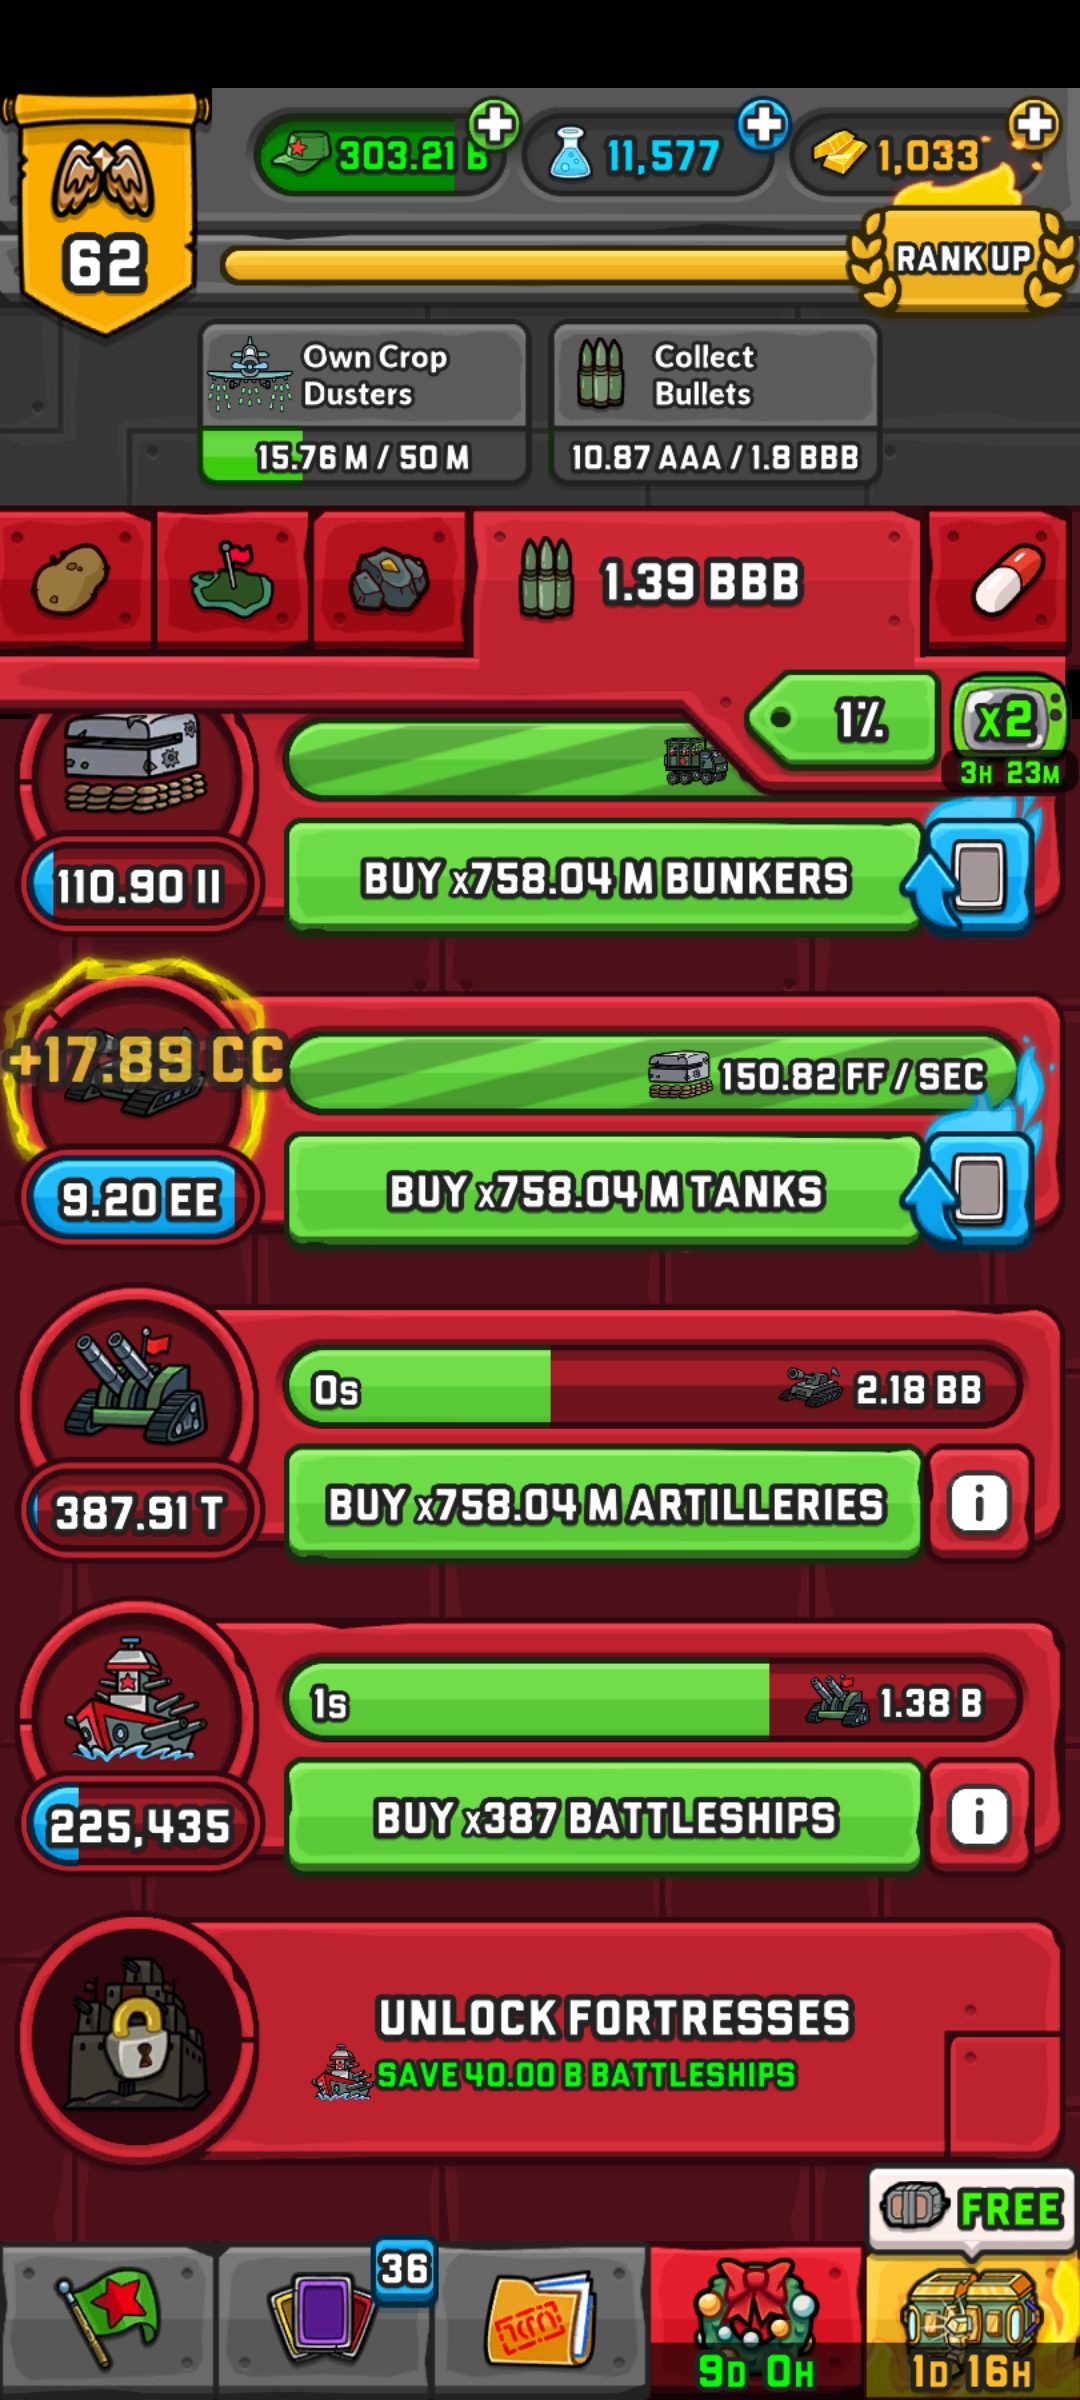 303.21 B
11,577
1,033
62
RANK UP
Own Crop
Dusters
15.76 M / 50 M
Collect
Bullets
10.87 AAA / 1.8 BBB
1.39 BBB
1%
x2
3H 23M
110.90 II
BUY x758.04 M BUNKERS
+17.89 CC
150.82 FF / SEC
9.20 EE
BUY x758.04 M TANKS
0s
2.18 BB
387.91 T
BUY x758.04 M ARTILLERIES
i
1s
1.38 B
225,435
BUY x387 BATTLESHIPS
i
UNLOCK FORTRESSES
SAVE 40.00 B BATTLESHIPS
FREE
36
9D 0H
1D 16H